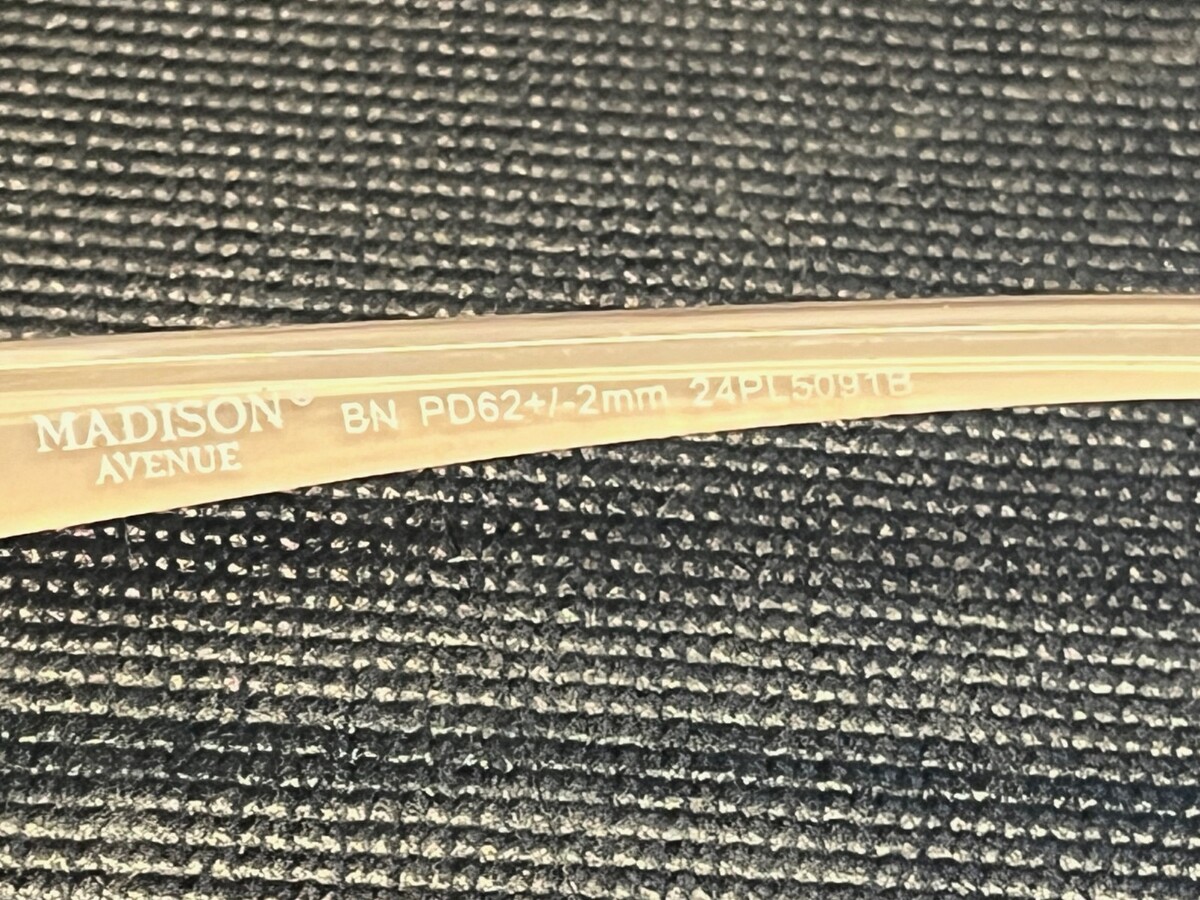 MADISON®
AVENUE
BN PD62+/-2mm 24PL5091B